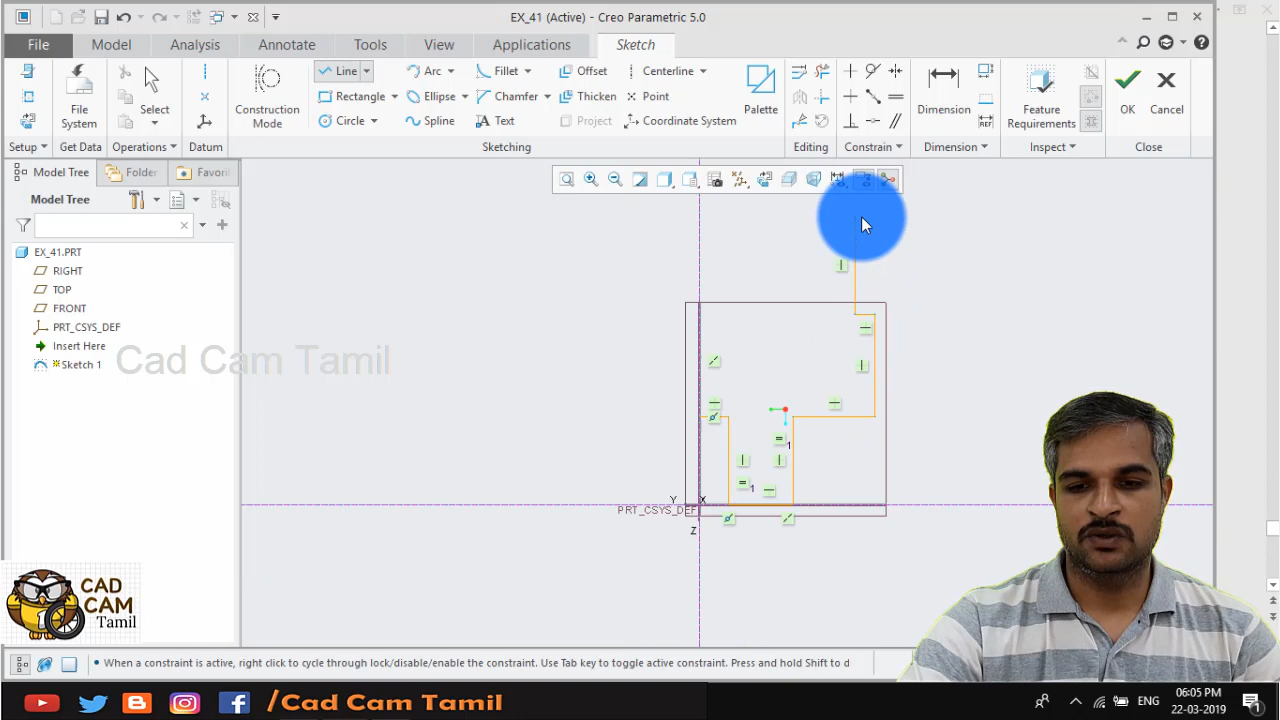 EX_41 (Active) - Creo Parametric 5.0
File Model Analysis Annotate Tools View Applications Sketch
Line Arc Fillet Offset Centerline
Rectangle Ellipse Chamfer Thicken Point
Circle Spline Text Project Coordinate System
File System
Select
Construction Mode
Palette
Dimension
Feature Requirements
OK
Cancel
Setup Get Data Operations Datum Sketching Editing Constrain Dimension Inspect Close
Model Tree Folder Favori
Model Tree
EX_41.PRT
RIGHT
TOP
FRONT
PRT_CSYS_DEF
Insert Here
Sketch 1
Cad Cam Tamil
1
1
Y X
PRT_CSYS_DEF
Z
CAD
CAM
Tamil
• When a constraint is active, right click to cycle through lock/disable/enable the constraint. Use Tab key to toggle active constraint. Press and hold Shift to d
/Cad Cam Tamil
ENG
06:05 PM
22-03-2019
1